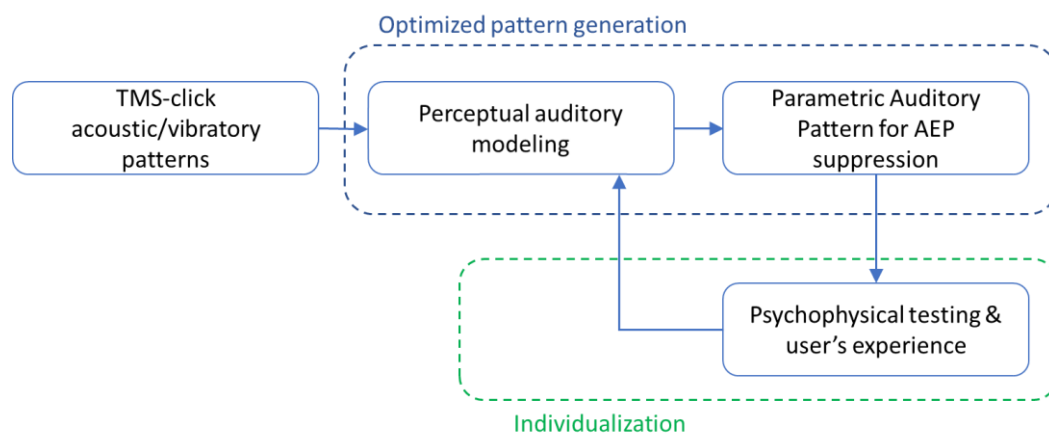 Optimized pattern generation
TMS-click
acoustic/vibratory
patterns
Perceptual auditory
modeling
Parametric Auditory
Pattern for AEP
suppression
Psychophysical testing &
user’s experience
Individualization